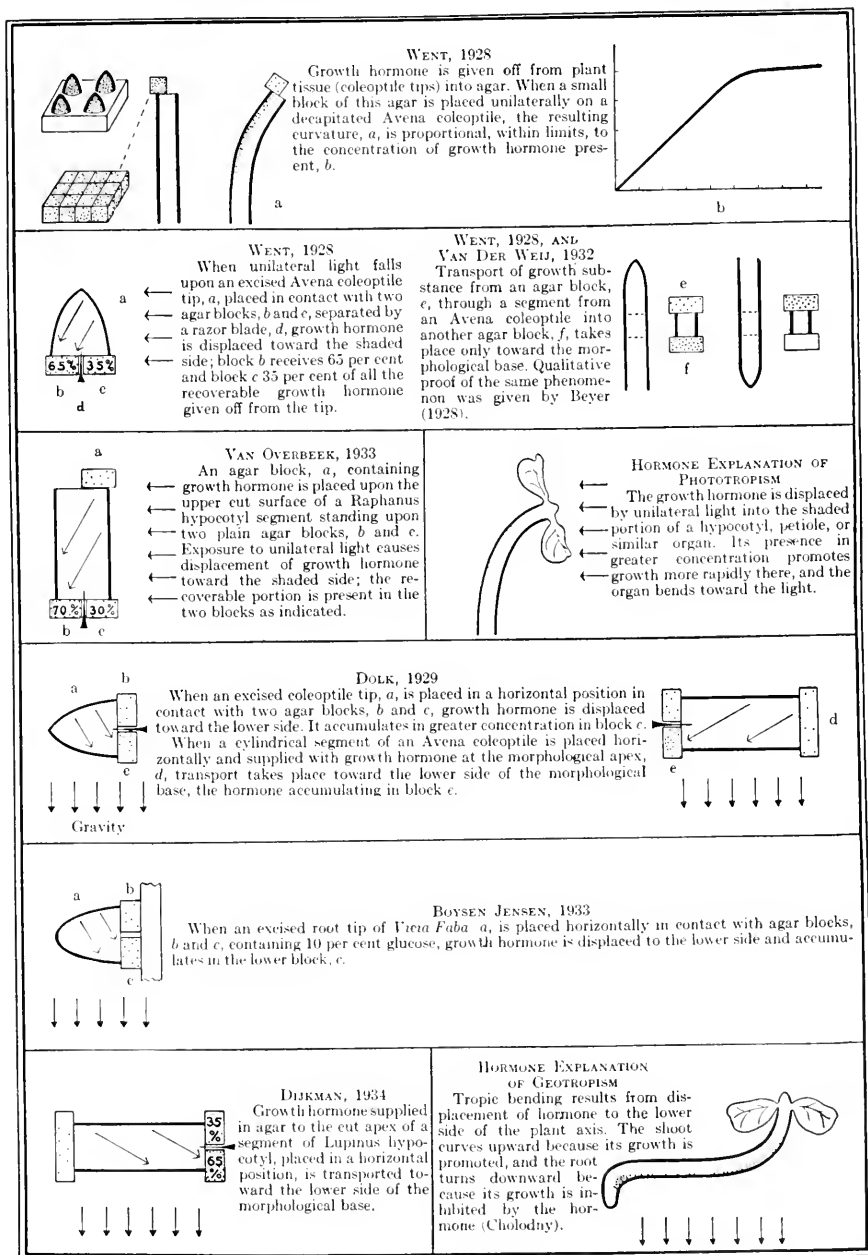 WENT, 1928
Growth hormone is given off from plant
tissue (coleoptile tips) into agar. When a small
block of this agar is placed unilaterally on a
decapitated Avena coleoptile, the resulting
curvature, a, is proportional, within limits, to
the concentration of growth hormone pres-
ent, b.
a
b
WENT, 1928
When unilateral light falls
upon an excised Avena coleoptile
tip, a, placed in contact with two
agar blocks, b and c, separated by
a razor blade, d, growth hormone
is displaced toward the shaded
side; block b receives 65 per cent
and block c 35 per cent of all the
recoverable growth hormone
given off from the tip.
a
65%
35%
b
c
d
WENT, 1928, AND
VAN DER WEIJ, 1932
Transport of growth sub-
stance from an agar block,
e, through a segment from
an Avena coleoptile into
another agar block, f, takes
place only toward the mor-
phological base. Qualitative
proof of the same phenome-
non was given by Beyer
(1928).
e
f
a
VAN OVERBEEK, 1933
An agar block, a, containing
growth hormone is placed upon the
upper cut surface of a Raphanus
hypocotyl segment standing upon
two plain agar blocks, b and c.
Exposure to unilateral light causes
displacement of growth hormone
toward the shaded side; the re-
coverable portion is present in the
two blocks as indicated.
70%
30%
b
c
HORMONE EXPLANATION OF
PHOTOTROPISM
The growth hormone is displaced
by unilateral light into the shaded
portion of a hypocotyl, petiole, or
similar organ. Its presence in
greater concentration promotes
growth more rapidly there, and the
organ bends toward the light.
a
b
c
Gravity
DOLK, 1929
When an excised coleoptile tip, a, is placed in a horizontal position in
contact with two agar blocks, b and c, growth hormone is displaced
toward the lower side. It accumulates in greater concentration in block c.
When a cylindrical segment of an Avena coleoptile is placed hori-
zontally and supplied with growth hormone at the morphological apex,
d, transport takes place toward the lower side of the morphological
base, the hormone accumulating in block e.
d
e
a
b
c
BOYSEN JENSEN, 1933
When an excised root tip of Vicia Faba a, is placed horizontally in contact with agar blocks,
b and c, containing 10 per cent glucose, growth hormone is displaced to the lower side and accumu-
lates in the lower block, c.
35
%
65
%
DIJKMAN, 1934
Growth hormone supplied
in agar to the cut apex of a
segment of Lupinus hypo-
cotyl, placed in a horizontal
position, is transported to-
ward the lower side of the
morphological base.
HORMONE EXPLANATION
OF GEOTROPISM
Tropic bending results from dis-
placement of hormone to the lower
side of the plant axis. The shoot
curves upward because its growth is
promoted, and the root
turns downward be-
cause its growth is in-
hibited by the hor-
mone (Cholodny).